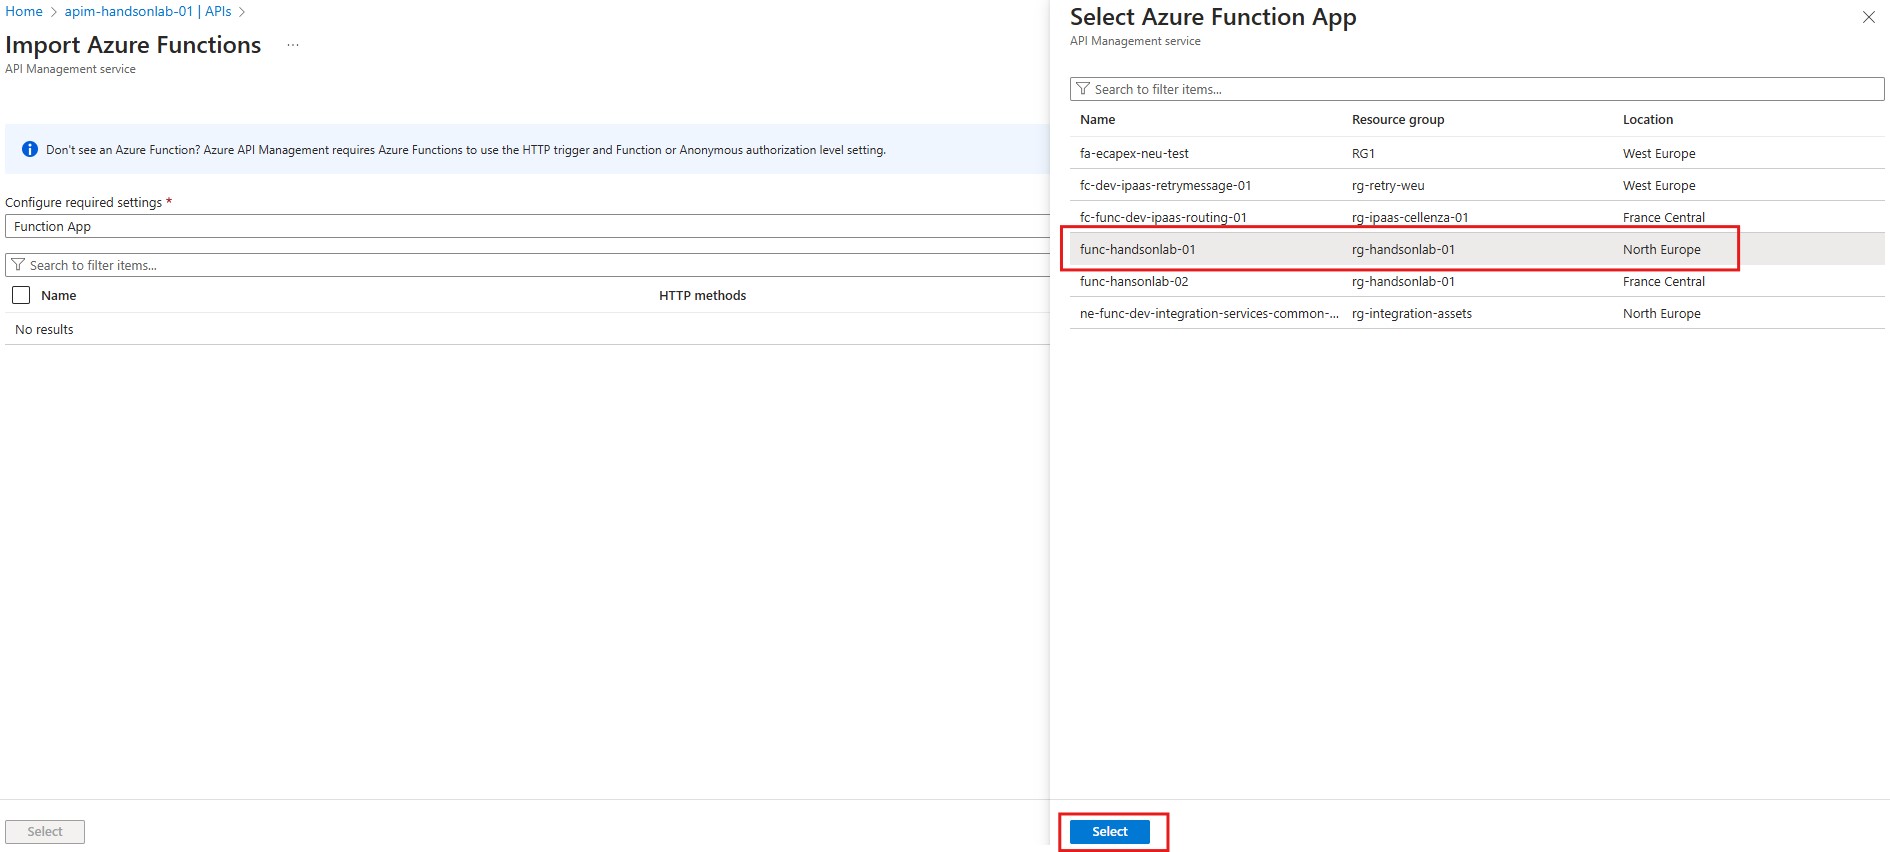 Home > apim-handsonlab-01 | APIs >
Import Azure Functions ...
API Management service
Don't see an Azure Function? Azure API Management requires Azure Functions to use the HTTP trigger and Function or Anonymous authorization level setting.
Configure required settings *
Function App
Search to filter items...
Name HTTP methods
No results
Select
Select Azure Function App
API Management service
Search to filter items...
Name Resource group Location
fa-ecapex-neu-test RG1 West Europe
fc-dev-ipaas-retrymessage-01 rg-retry-weu West Europe
fc-func-dev-ipaas-routing-01 rg-ipaas-cellenza-01 France Central
func-handsonlab-01 rg-handsonlab-01 North Europe
func-hansonlab-02 rg-handsonlab-01 France Central
ne-func-dev-integration-services-common-... rg-integration-assets North Europe
Select